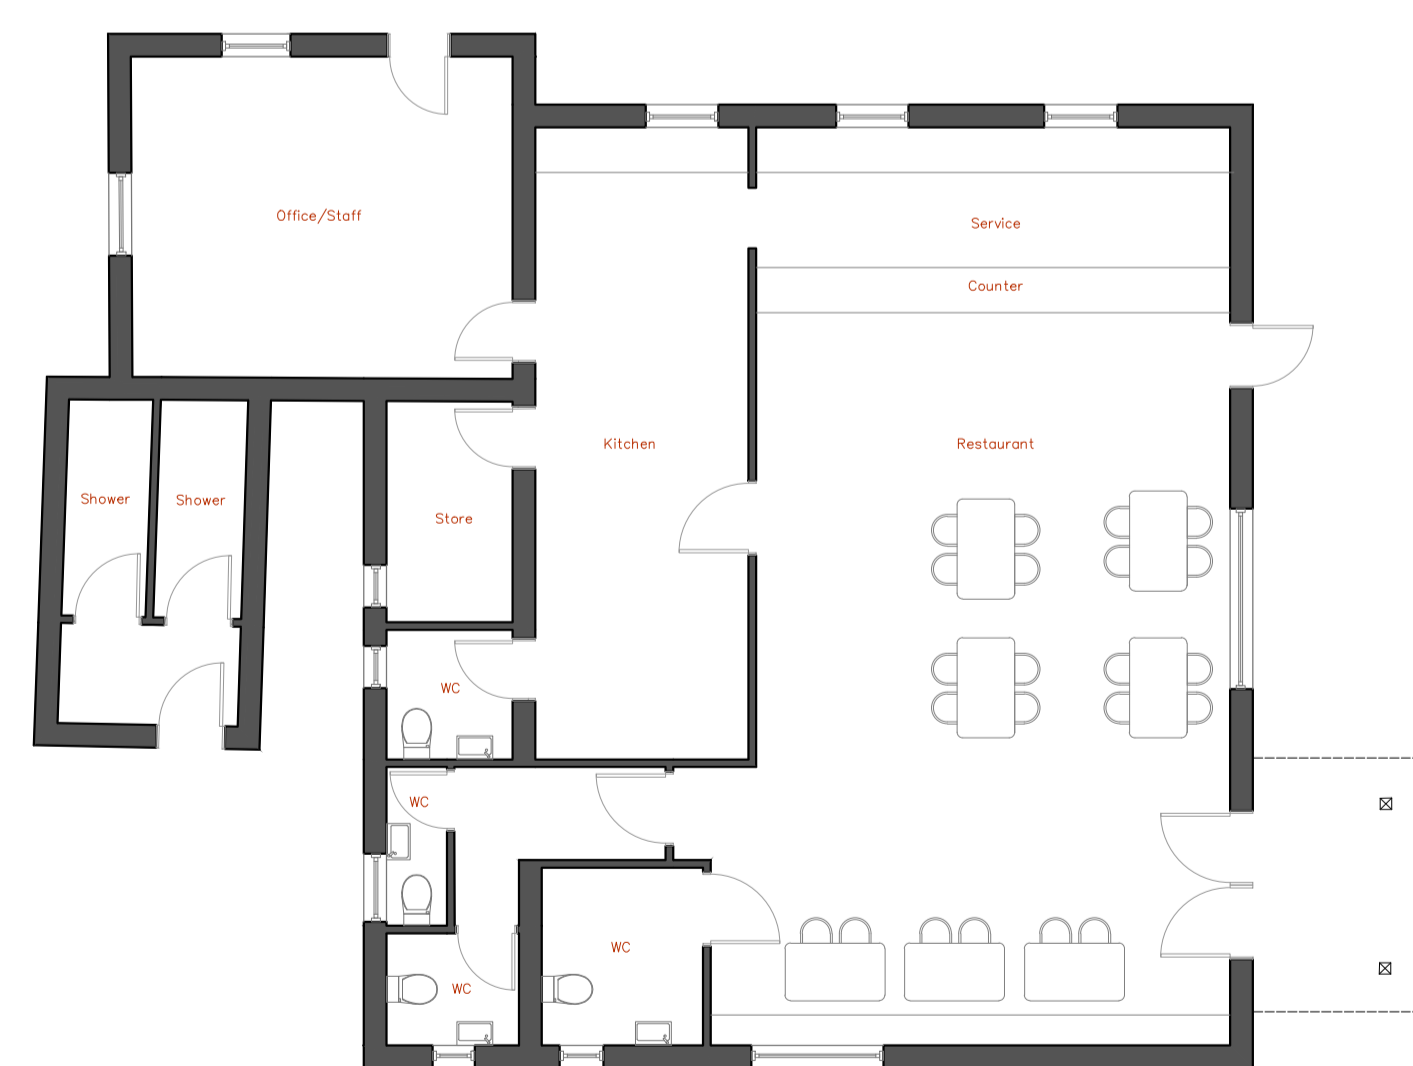 Office/Staff
Service
Counter
Kitchen
Restaurant
Shower
Shower
Store
WC
WC
WC
WC